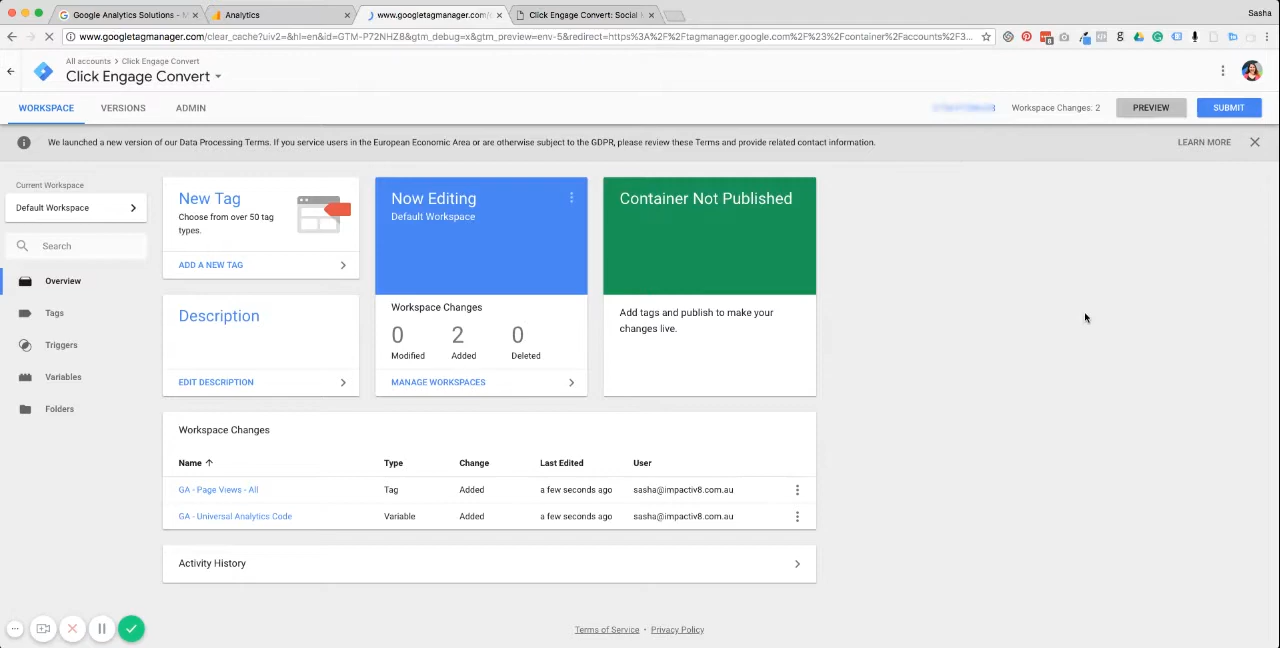 Google Analytics Solutions - M
Analytics
www.googletagmanager.com/
Click Engage Convert: Social
Sasha
www.googletagmanager.com/clear_cache?uiv2=&hl=en&id=GTM-P72NHZ8&gtm_debug=x&gtm_preview=env-5&redirect=https%3A%2F%2Ftagmanager.google.com%2F%23%2Fcontainer%2Faccounts%2F3...
All accounts > Click Engage Convert
Click Engage Convert
WORKSPACE
VERSIONS
ADMIN
Workspace Changes: 2
PREVIEW
SUBMIT
We launched a new version of our Data Processing Terms. If you service users in the European Economic Area or are otherwise subject to the GDPR, please review these Terms and provide related contact information.
LEARN MORE
Current Workspace
Default Workspace
Search
Overview
Tags
Triggers
Variables
Folders
New Tag
Choose from over 50 tag
types.
ADD A NEW TAG
Description
EDIT DESCRIPTION
Now Editing
Default Workspace
Workspace Changes
0 2 0
Modified Added Deleted
MANAGE WORKSPACES
Container Not Published
Add tags and publish to make your
changes live.
Workspace Changes
Name Type Change Last Edited User
GA - Page Views - All Tag Added a few seconds ago sasha@impactiv8.com.au
GA - Universal Analytics Code Variable Added a few seconds ago sasha@impactiv8.com.au
Activity History
Terms of Service • Privacy Policy